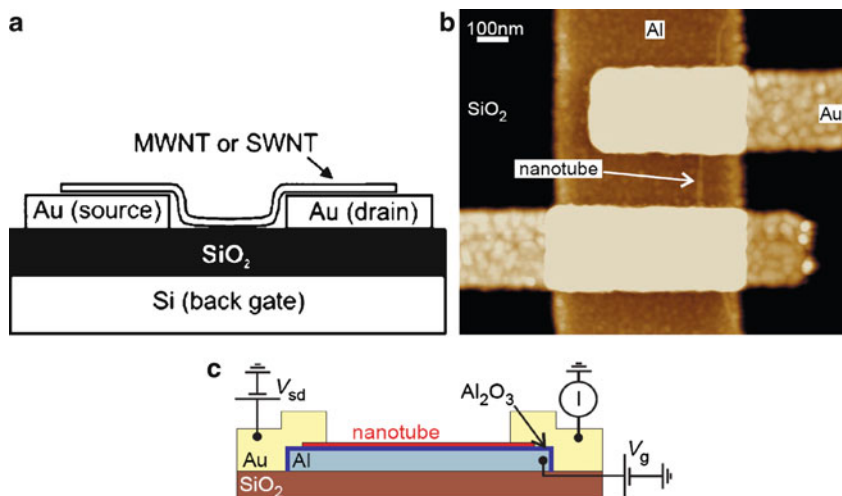 a
MWNT or SWNT
Au (source)
Au (drain)
SiO₂
Si (back gate)
b
100nm
Al
SiO₂
Au
nanotube
c
Vsd
Al₂O₃
I
nanotube
Vg
Au
Al
SiO₂